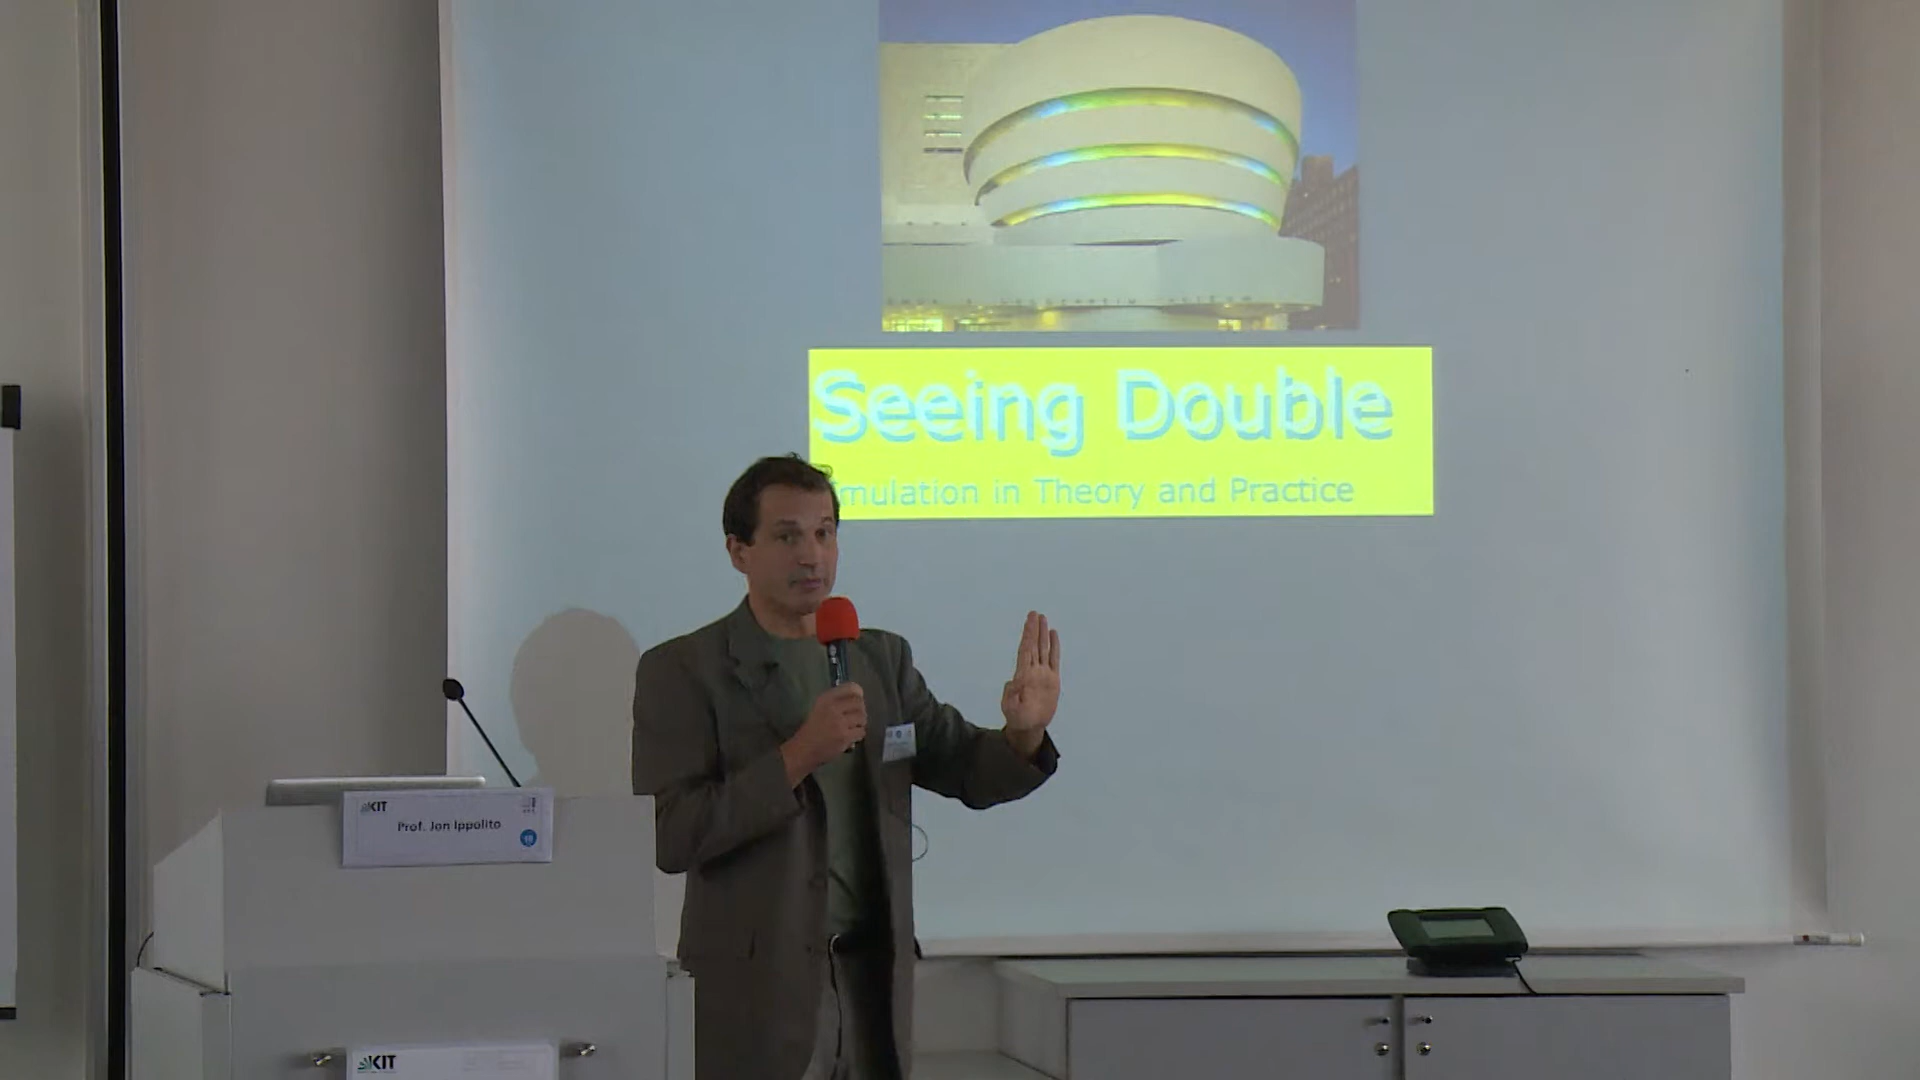 Seeing Double
mulation in Theory and Practice
KIT
Prof. Jon Ippolito
KIT